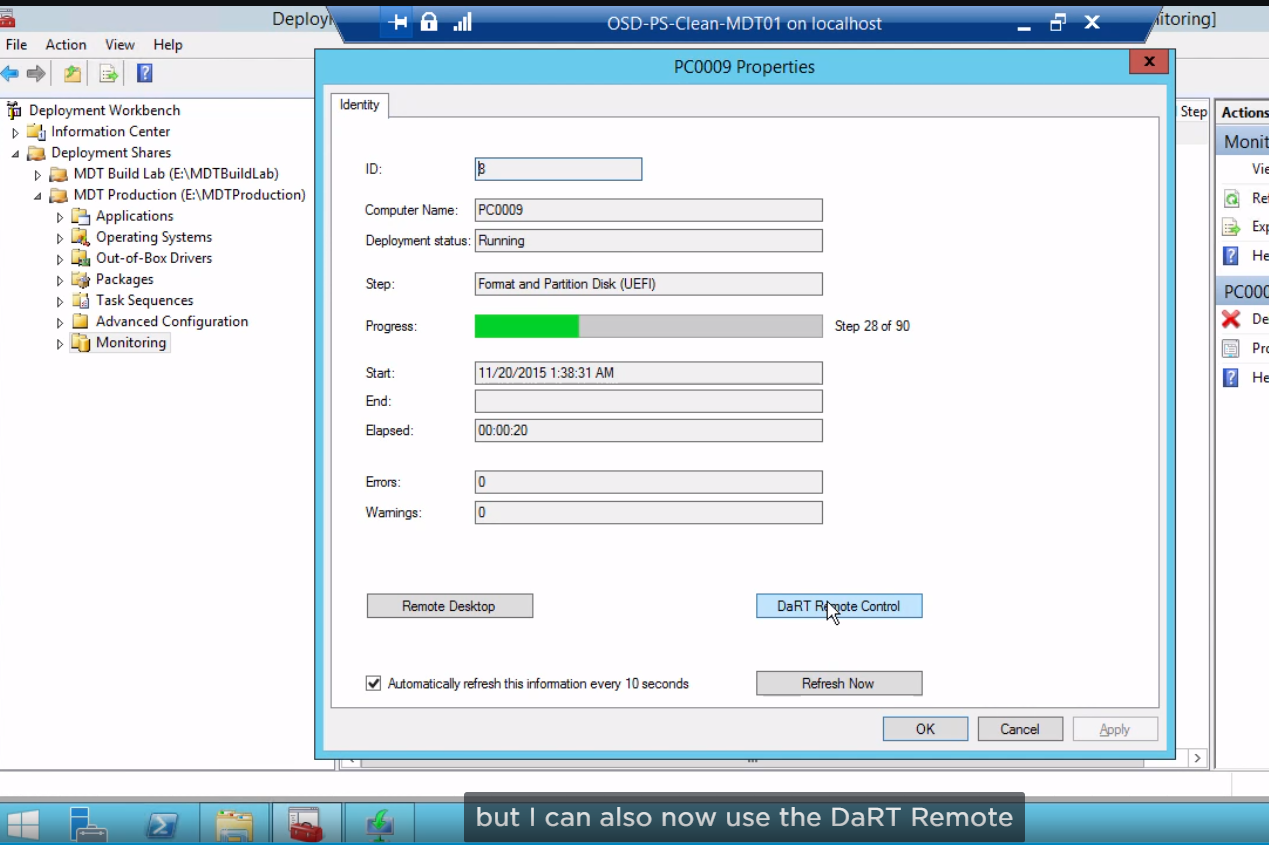 Deploym
OSD-PS-Clean-MDT01 on localhost
itoring]
File Action View Help
PC0009 Properties
Deployment Workbench
Information Center
Deployment Shares
MDT Build Lab (E:\MDTBuildLab)
MDT Production (E:\MDTProduction)
Applications
Operating Systems
Out-of-Box Drivers
Packages
Task Sequences
Advanced Configuration
Monitoring
Identity
ID: 8
Computer Name: PC0009
Deployment status: Running
Step: Format and Partition Disk (UEFI)
Progress: Step 28 of 90
Start: 11/20/2015 1:38:31 AM
End:
Elapsed: 00:00:20
Errors: 0
Warnings: 0
Remote Desktop DaRT Remote Control
Automatically refresh this information every 10 seconds Refresh Now
OK Cancel Apply
Step
Actions
Monit
Vie
Ref
Exp
He
PC000
De
Pro
He
but I can also now use the DaRT Remote